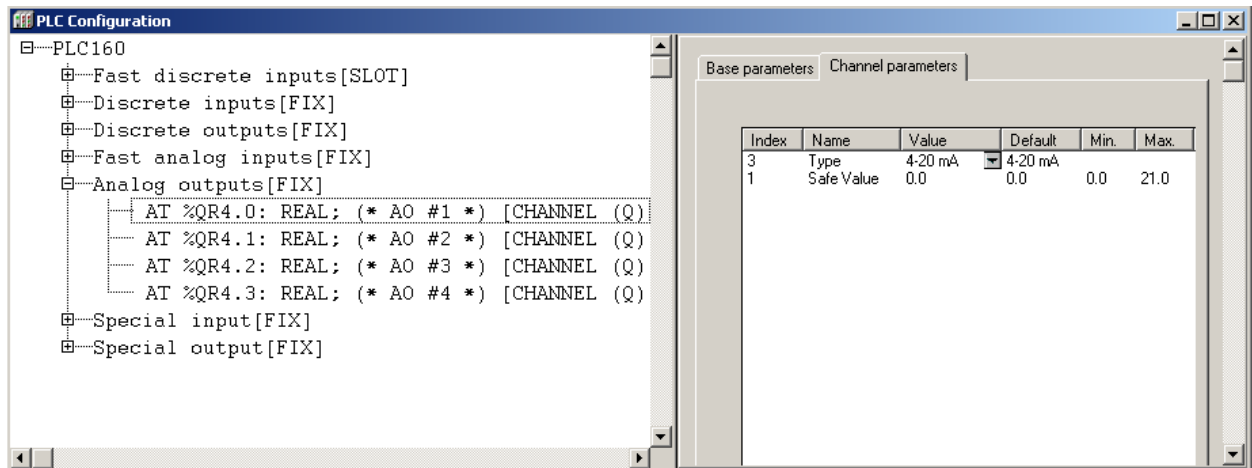 PLC Configuration
PLC160
Fast discrete inputs[SLOT]
Discrete inputs[FIX]
Discrete outputs[FIX]
Fast analog inputs[FIX]
Analog outputs[FIX]
AT %QR4.0: REAL; (* AO #1 *) [CHANNEL (Q)
AT %QR4.1: REAL; (* AO #2 *) [CHANNEL (Q)
AT %QR4.2: REAL; (* AO #3 *) [CHANNEL (Q)
AT %QR4.3: REAL; (* AO #4 *) [CHANNEL (Q)
Special input[FIX]
Special output[FIX]
Base parameters Channel parameters
Index Name Value Default Min. Max.
3 Type 4-20 mA 4-20 mA
1 Safe Value 0.0 0.0 0.0 21.0